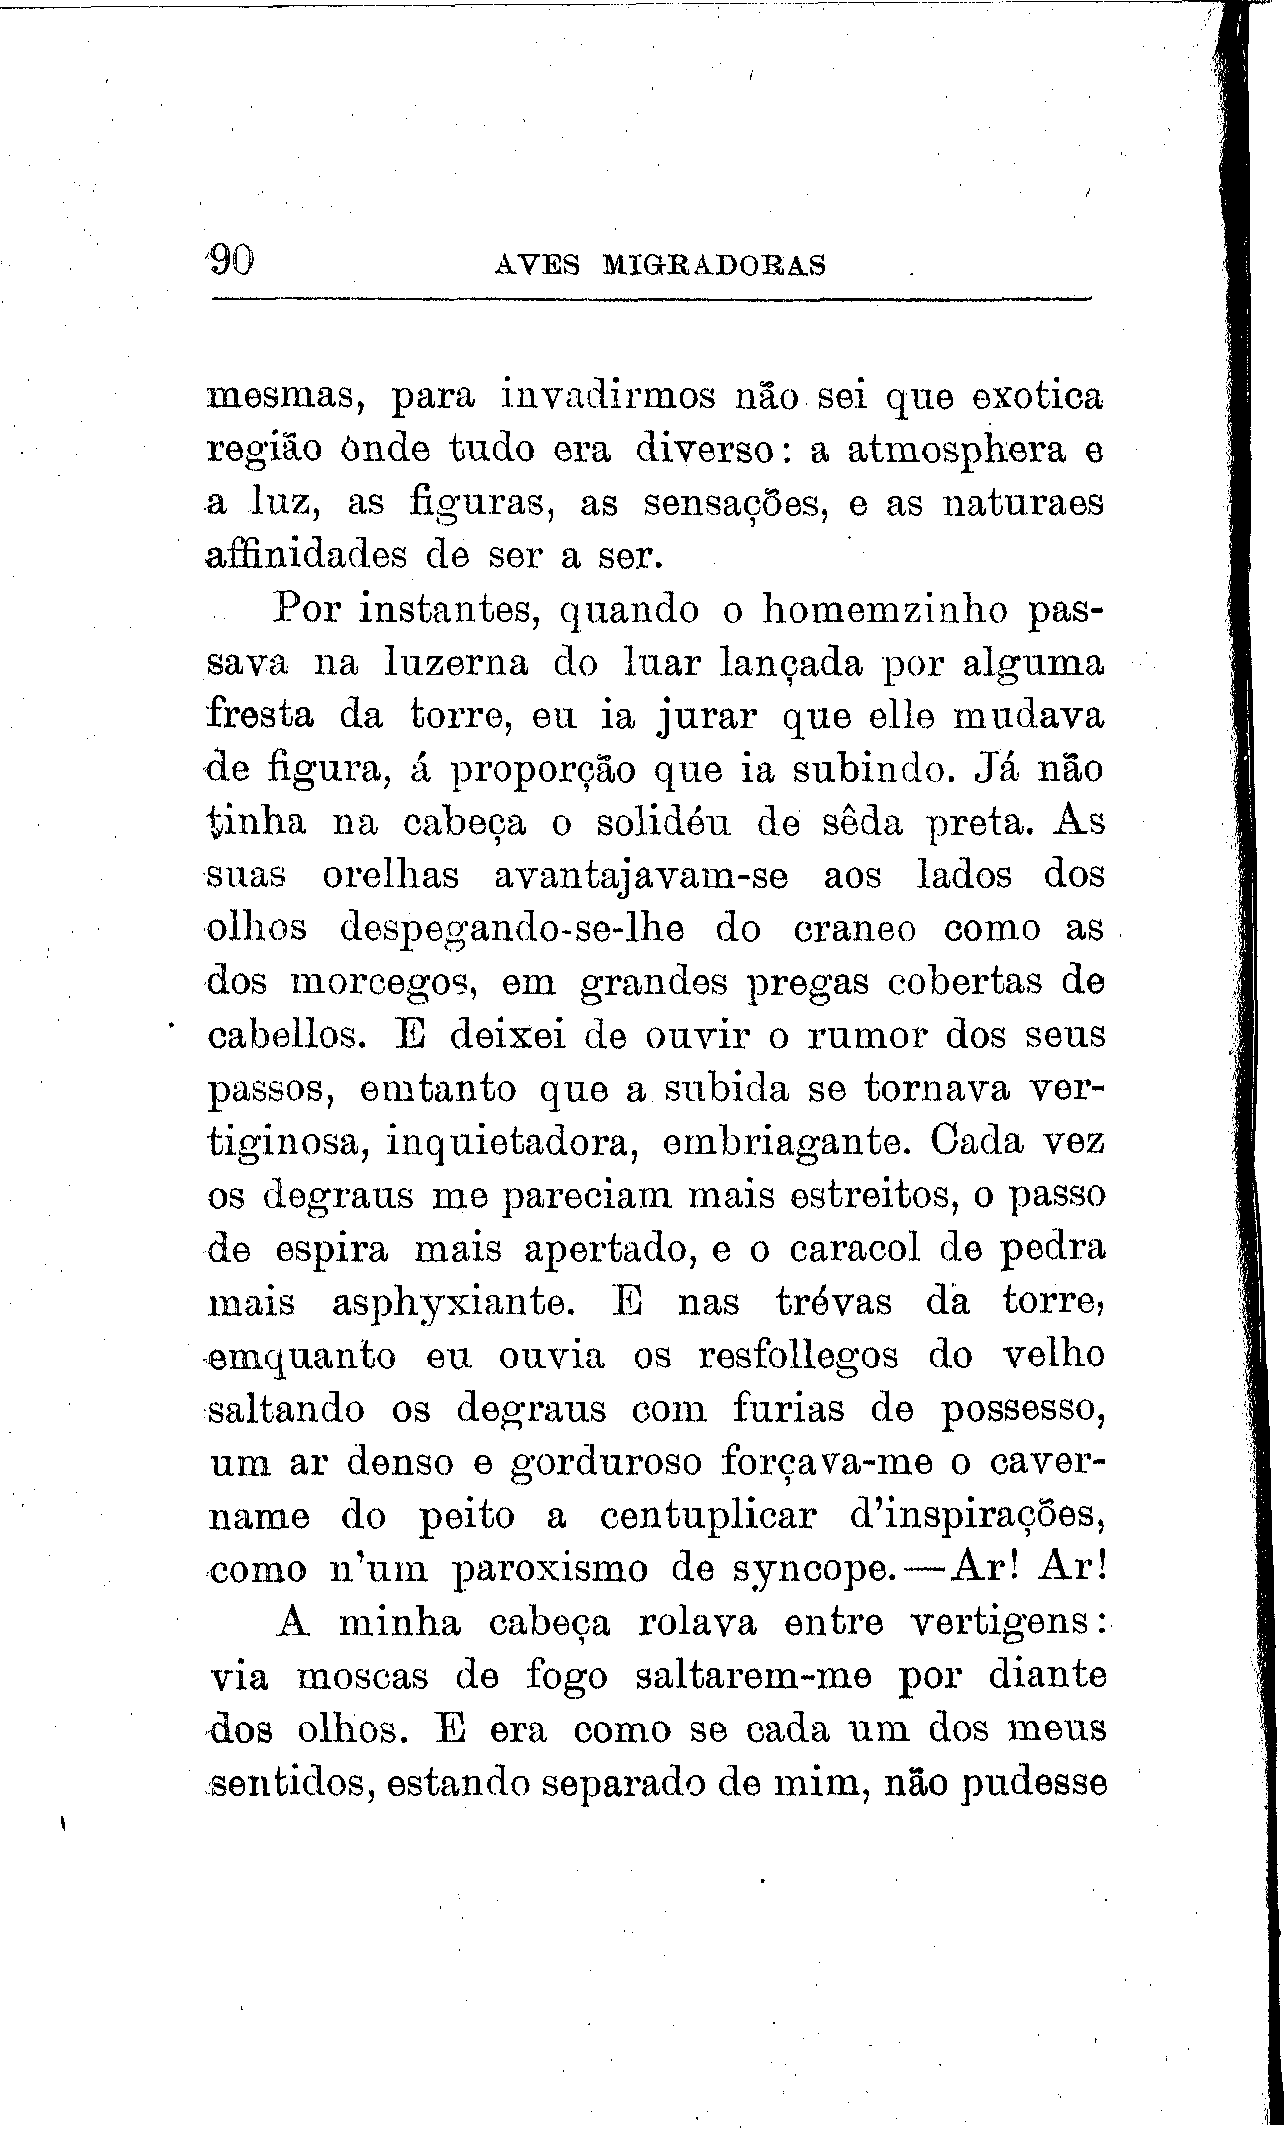 90 AVES MIGRADORAS
mesmas, para invadirmos não sei que exotica
região onde tudo era diverso: a atmosphera e
a luz, as figuras, as sensações, e as naturaes
affinidades de ser a ser.
Por instantes, quando o homemzinho pas-
sava na luzerna do luar lançada por alguma
fresta da torre, eu ia jurar que elle mudava
de figura, á proporção que ia subindo. Já não
tinha na cabeça o solidéu de sêda preta. As
suas orelhas avantajavam-se aos lados dos
olhos despegando-se-lhe do craneo como as
dos morcegos, em grandes pregas cobertas de
cabellos. E deixei de ouvir o rumor dos seus
passos, emtanto que a subida se tornava ver-
tiginosa, inquietadora, embriagante. Cada vez
os degraus me pareciam mais estreitos, o passo
de espira mais apertado, e o caracol de pedra
mais asphyxiante. E nas trévas da torre,
emquanto eu ouvia os resfollegos do velho
saltando os degraus com furias de possesso,
um ar denso e gorduroso forçava-me o caver-
name do peito a centuplicar d'inspirações,
como n'um paroxismo de syncope.—Ar! Ar!
A minha cabeça rolava entre vertigens:
via moscas de fogo saltarem-me por diante
dos olhos. E era como se cada um dos meus
sentidos, estando separado de mim, não pudesse